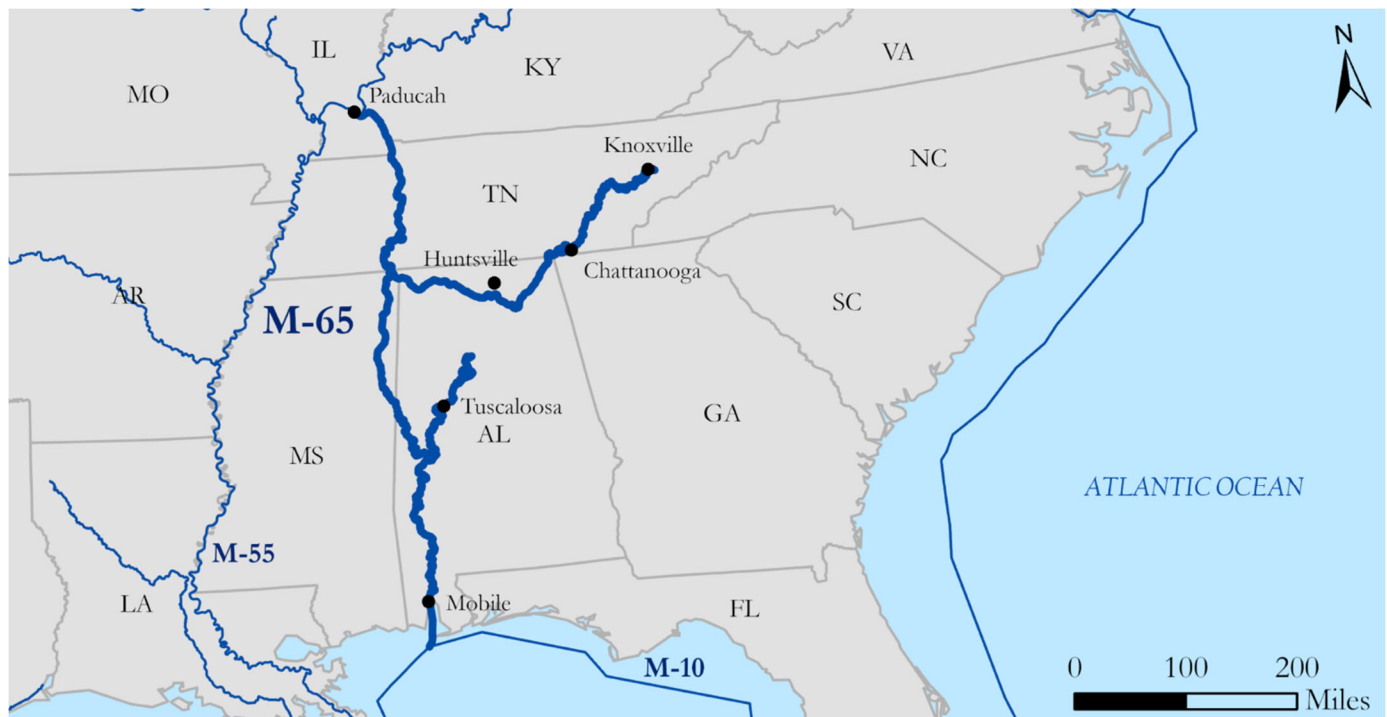 IL
VA
N
KY
MO
Paducah
Knoxville
NC
TN
Huntsville
Chattanooga
AR
M-65
SC
Tuscaloosa
GA
AL
MS
ATLANTIC OCEAN
M-55
LA
Mobile
FL
M-10
0 100 200
Miles